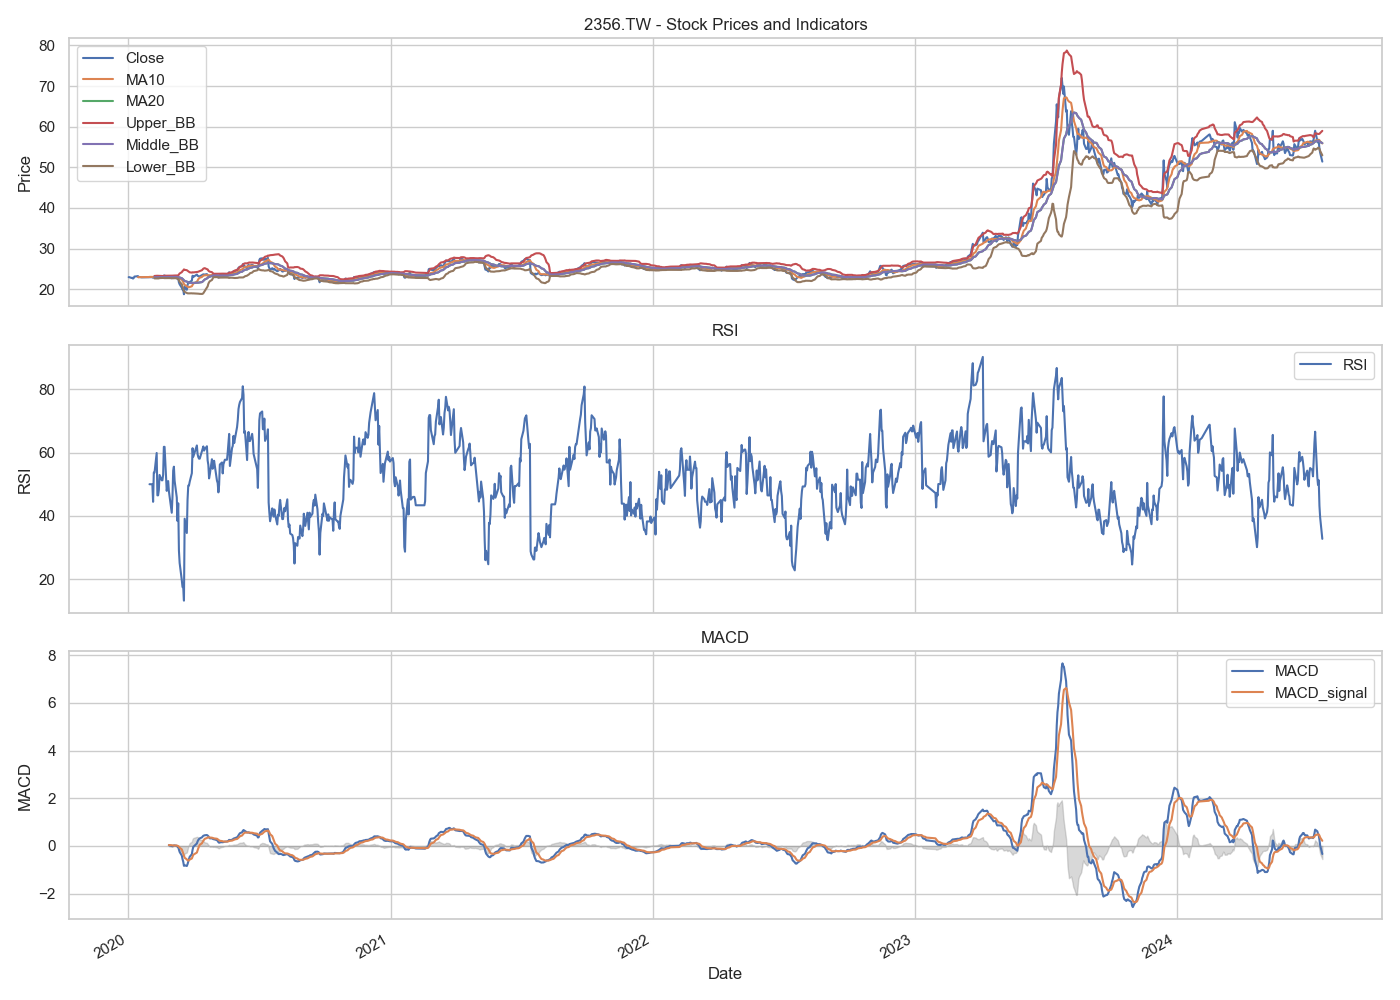 2356.TW - Stock Prices and Indicators
Close
MA10
MA20
Upper_BB
Middle_BB
Lower_BB
80
70
60
50
40
30
20
Price
RSI
RSI
80
60
40
20
RSI
MACD
MACD
MACD_signal
8
6
4
2
0
−2
MACD
2020
2021
2022
2023
2024
Date